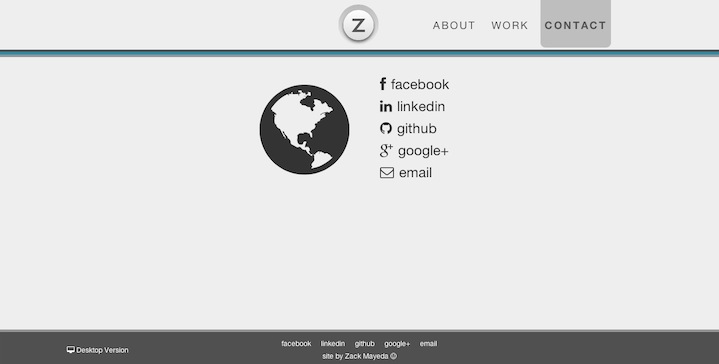 Z
ABOUT WORK CONTACT
facebook
linkedin
github
google+
email
facebook linkedin github google+ email
Desktop Version
site by Zack Mayeda